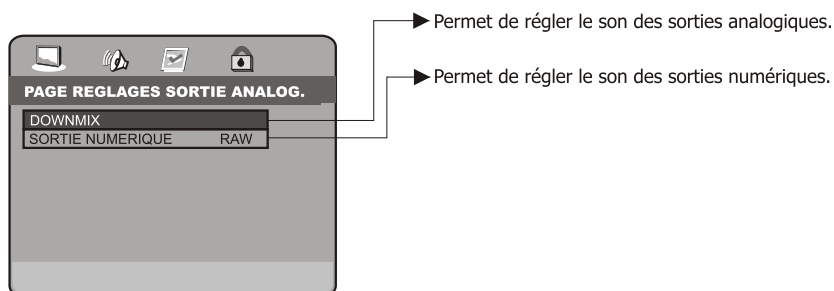 Permet de régler le son des sorties analogiques.
Permet de régler le son des sorties numériques.
PAGE REGLAGES SORTIE ANALOG.
DOWNMIX
SORTIE NUMERIQUE RAW